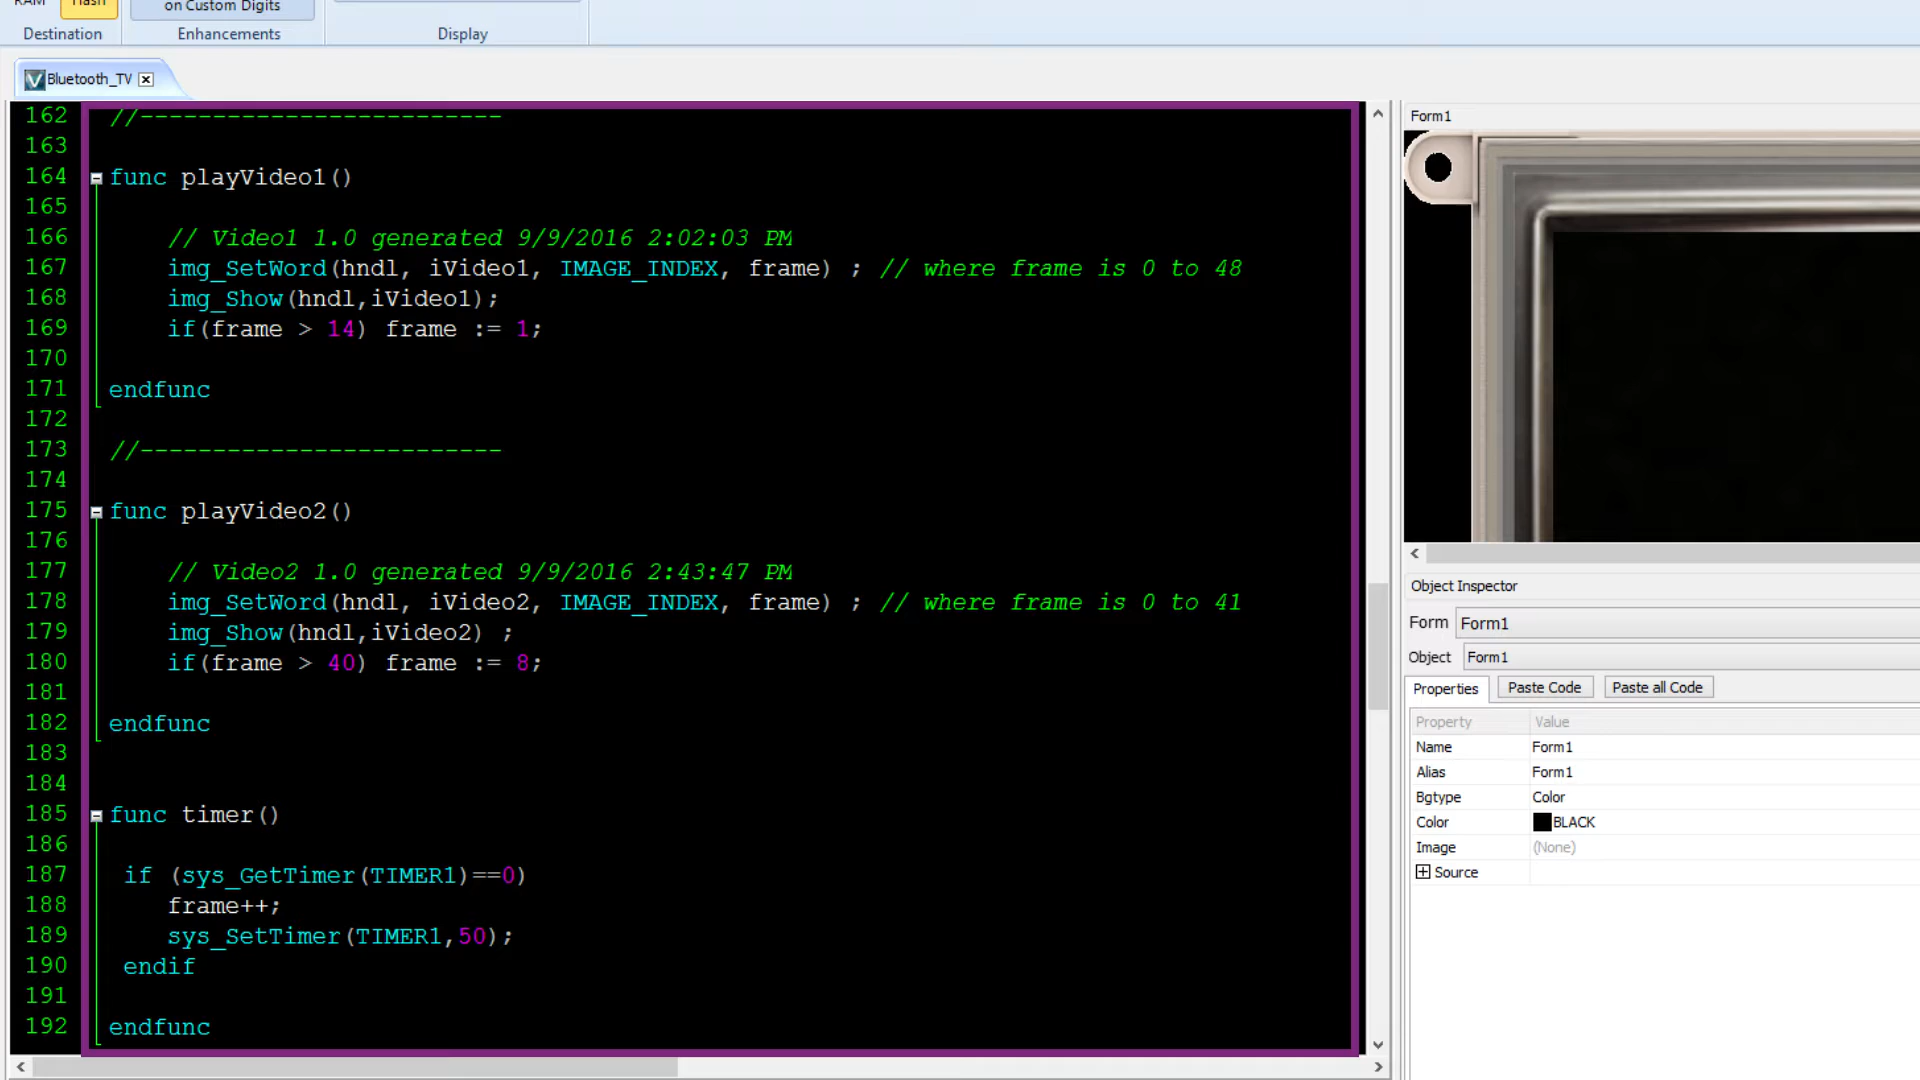 RAM
Flash
on Custom Digits
Destination
Enhancements
Display
Bluetooth_TV
162 //-------------------------
163
164 func playVideo1()
165
166 // Video1 1.0 generated 9/9/2016 2:02:03 PM
167 img_SetWord(hndl, iVideo1, IMAGE_INDEX, frame) ; // where frame is 0 to 48
168 img_Show(hndl,iVideo1);
169 if(frame > 14) frame := 1;
170
171 endfunc
172
173 //-------------------------
174
175 func playVideo2()
176
177 // Video2 1.0 generated 9/9/2016 2:43:47 PM
178 img_SetWord(hndl, iVideo2, IMAGE_INDEX, frame) ; // where frame is 0 to 41
179 img_Show(hndl,iVideo2) ;
180 if(frame > 40) frame := 8;
181
182 endfunc
183
184
185 func timer()
186
187 if (sys_GetTimer(TIMER1)==0)
188 frame++;
189 sys_SetTimer(TIMER1,50);
190 endif
191
192 endfunc
Form1
Object Inspector
Form Form1
Object Form1
Properties Paste Code Paste all Code
Property Value
Name Form1
Alias Form1
Bgtype Color
Color BLACK
Image (None)
Source